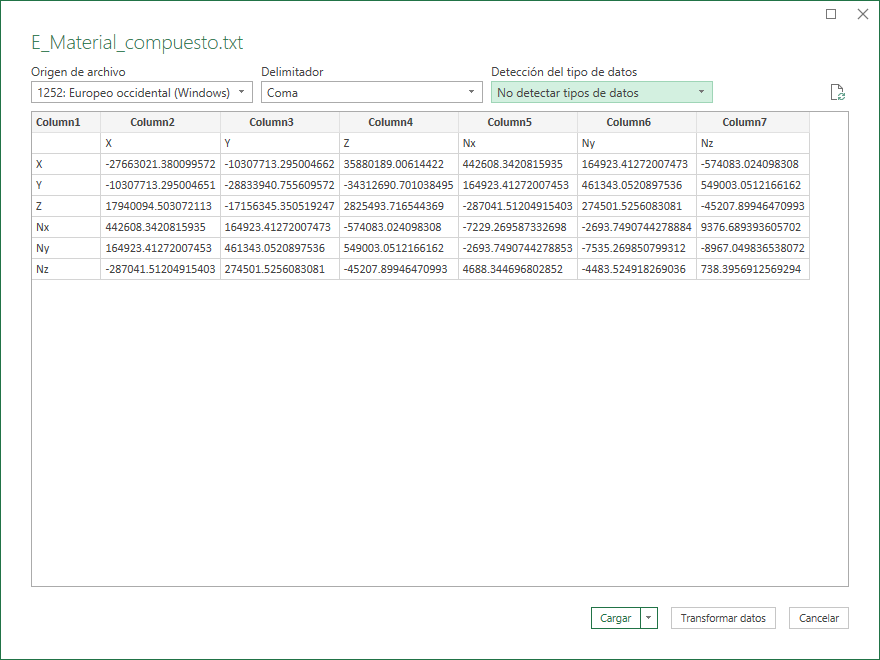 E_Material_compuesto.txt
Origen de archivo Delimitador Detección del tipo de datos
1252: Europeo occidental (Windows) Coma No detectar tipos de datos
Column1 Column2 Column3 Column4 Column5 Column6 Column7
X Y Z Nx Ny Nz
X -27663021.380099572 -10307713.295004662 35880189.00614422 442608.3420815935 164923.41272007473 -574083.024098308
Y -10307713.295004651 -28833940.755609572 -34312690.701038495 164923.41272007453 461343.0520897536 549003.0512166162
Z 17940094.503072113 -17156345.350519247 2825493.716544369 -287041.51204915403 274501.5256083081 -45207.89946470993
Nx 442608.3420815935 164923.41272007473 -574083.024098308 -7229.269587332698 -2693.7490744278884 9376.689393605702
Ny 164923.41272007453 461343.0520897536 549003.0512166162 -2693.7490744278853 -7535.269850799312 -8967.049836538072
Nz -287041.51204915403 274501.5256083081 -45207.89946470993 4688.344696802852 -4483.524918269036 738.3956912569294
Cargar Transformar datos Cancelar